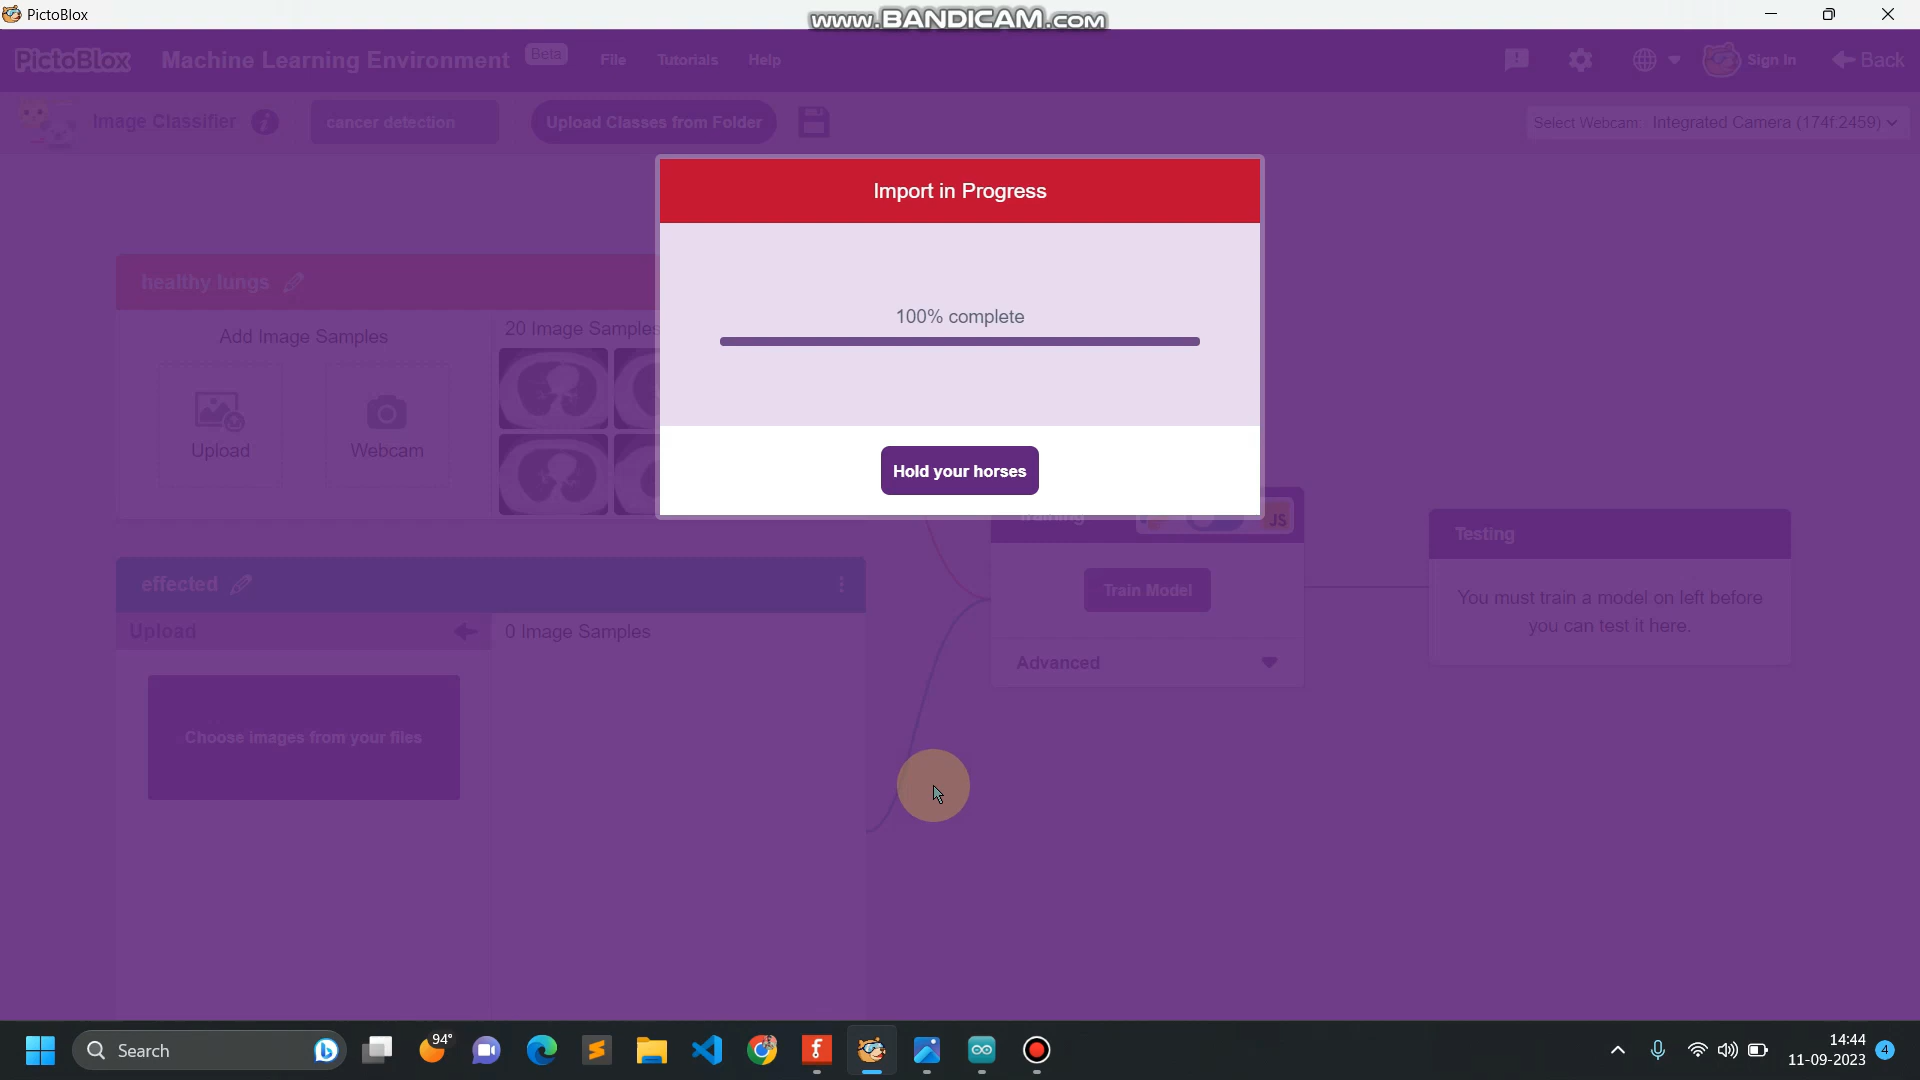 PictoBlox
www.BANDICAM.com
PictoBlox
Machine Learning Environment
Beta
File
Tutorials
Help
Sign In
Back
Image Classifier
cancer detection
Upload Classes from Folder
Select Webcam: Integrated Camera (174f:2459)
Import in Progress
100% complete
Hold your horses
healthy lungs
Add Image Samples
20 Image Samples
Upload
Webcam
effected
Upload
0 Image Samples
Choose images from your files
Training
JS
Train Model
Advanced
Testing
You must train a model on left before
you can test it here.
Search
94°
14:44
11-09-2023
4